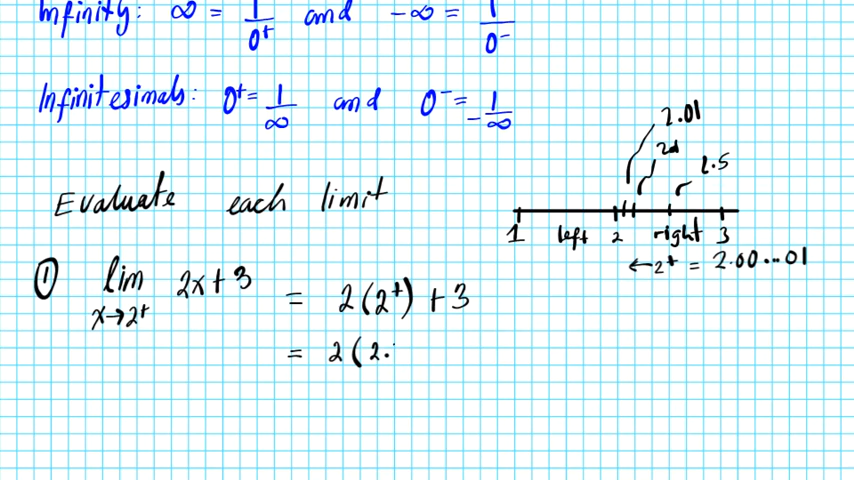 Infinity: ∞ = 1/0⁺ and -∞ = 1/0⁻
Infinitesimals: 0⁺ = 1/∞ and 0⁻ = 1/-∞
2.01
2.5
Evaluate each limit
1 left 2 right 3
← 2⁺ = 2.00...01
① lim x→2⁺ 2x + 3 = 2(2⁺) + 3
= 2(2.